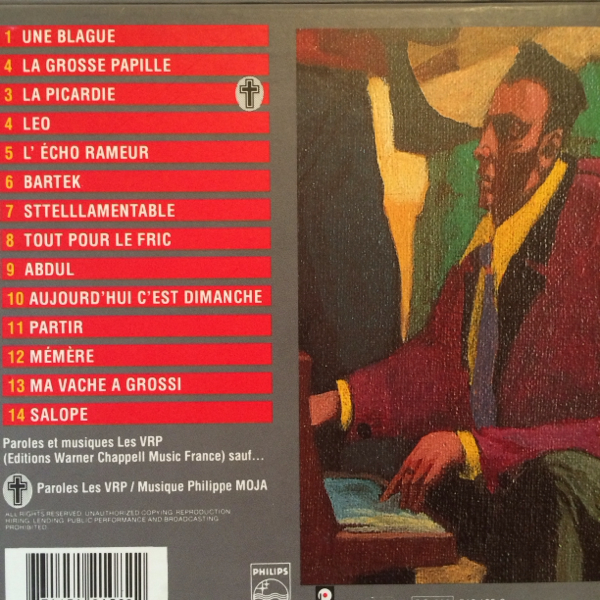 1 UNE BLAGUE
4 LA GROSSE PAPILLE
3 LA PICARDIE
4 LEO
5 L' ÉCHO RAMEUR
6 BARTEK
7 STTELLLAMENTABLE
8 TOUT POUR LE FRIC
9 ABDUL
10 AUJOURD'HUI C'EST DIMANCHE
11 PARTIR
12 MÉMÈRE
13 MA VACHE A GROSSI
14 SALOPE
Paroles et musiques Les VRP
(Editions Warner Chappell Music France) sauf...
Paroles Les VRP / Musique Philippe MOJA
ALL RIGHTS RESERVED. UNAUTHORIZED COPYING, REPRODUCTION,
HIRING, LENDING, PUBLIC PERFORMANCE AND BROADCASTING
PROHIBITED.
PHILIPS